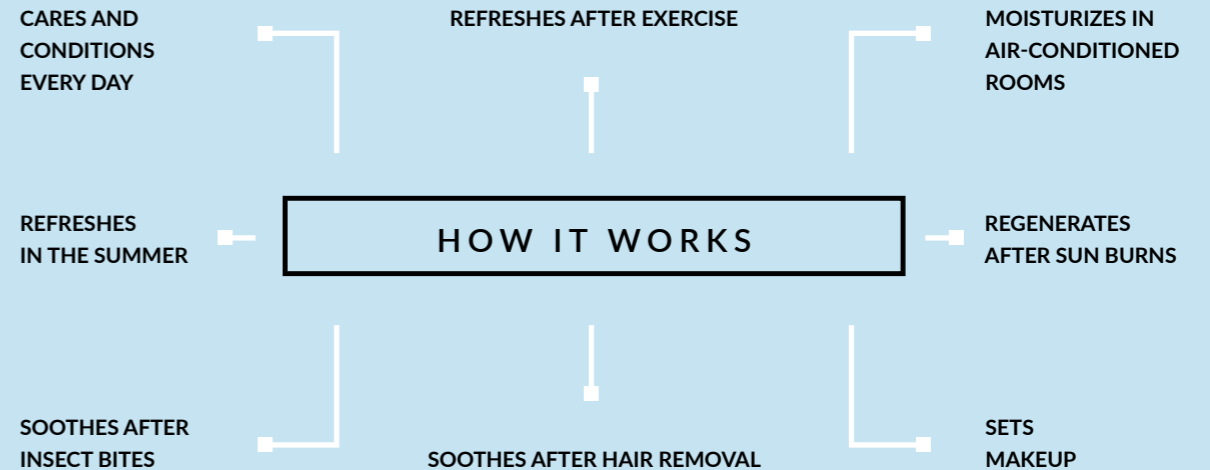 CARES AND
CONDITIONS
EVERY DAY
REFRESHES AFTER EXERCISE
MOISTURIZES IN
AIR-CONDITIONED
ROOMS
REFRESHES
IN THE SUMMER
HOW IT WORKS
REGENERATES
AFTER SUN BURNS
SOOTHES AFTER
INSECT BITES
SOOTHES AFTER HAIR REMOVAL
SETS
MAKEUP